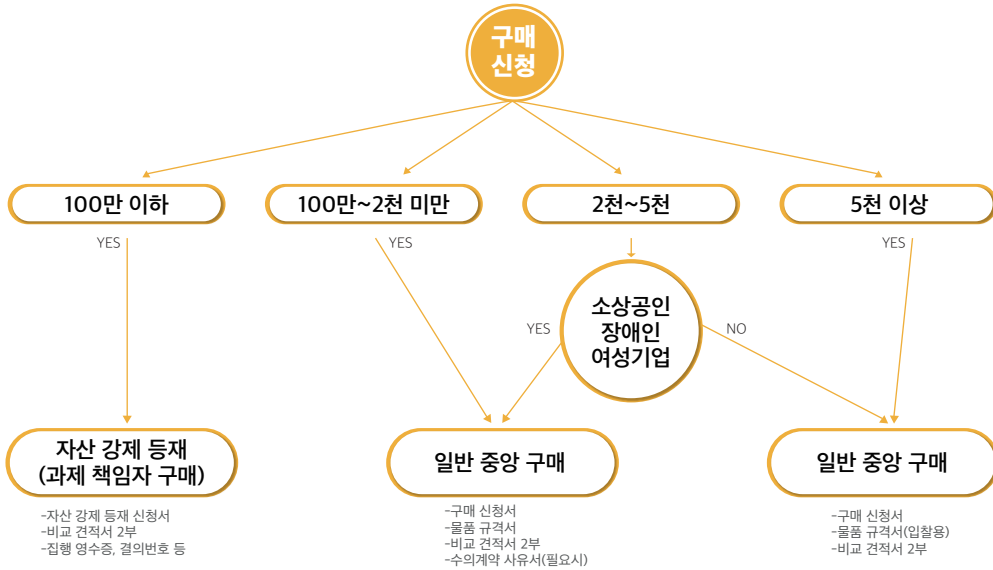 구매
신청
100만 이하
100만~2천 미만
2천~5천
5천 이상
YES
YES
YES
소상공인
장애인
여성기업
YES
NO
자산 강제 등재
(과제 책임자 구매)
일반 중앙 구매
일반 중앙 구매
-자산 강제 등재 신청서
-비교 견적서 2부
-집행 영수증, 결의번호 등
-구매 신청서
-물품 규격서
-비교 견적서 2부
-수의계약 사유서(필요시)
-구매 신청서
-물품 규격서(입찰용)
-비교 견적서 2부